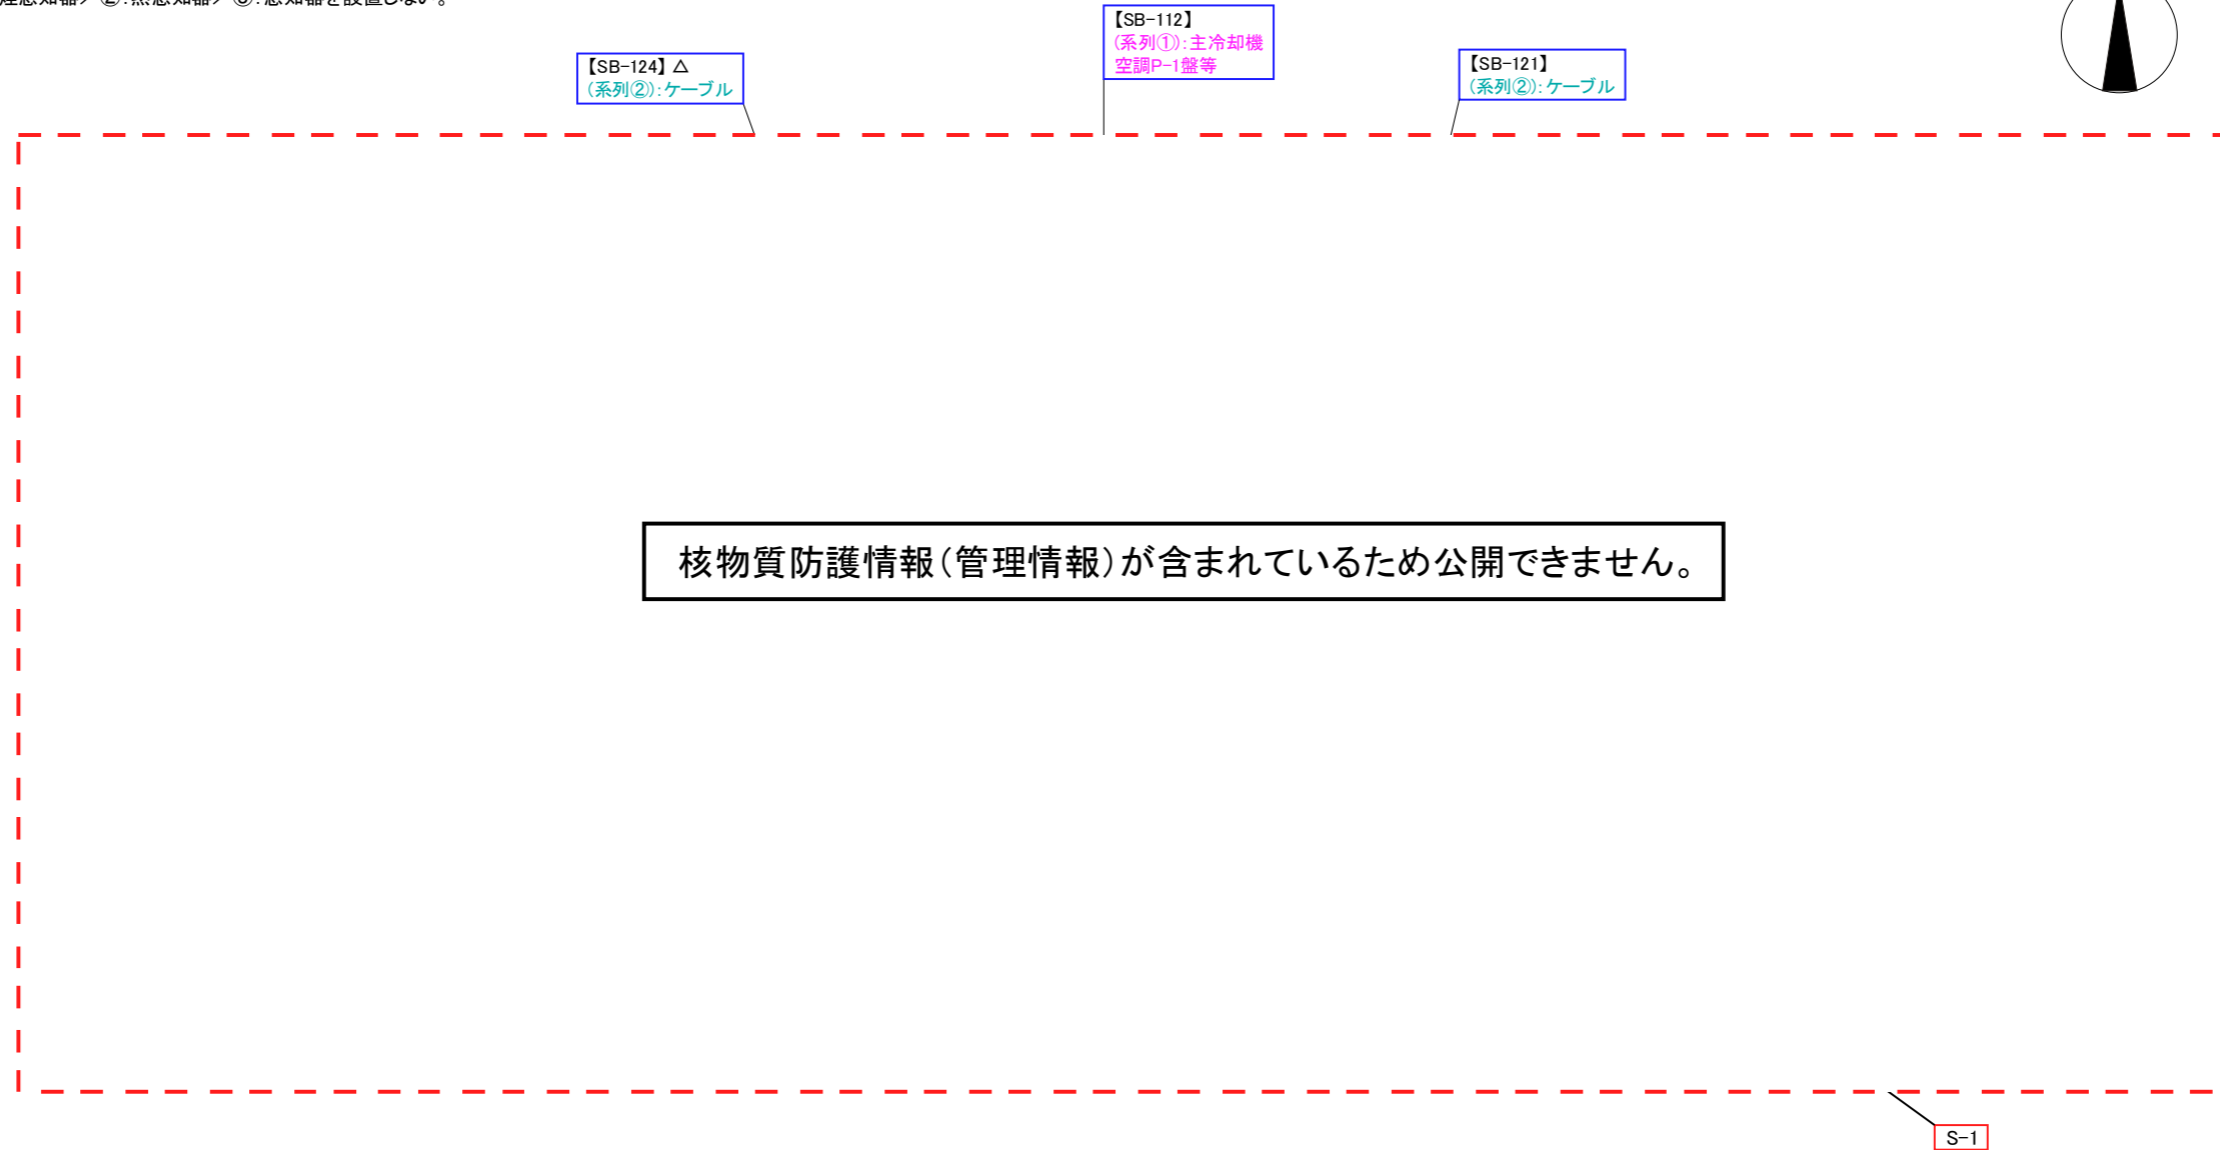 【SB-112】
(系列①):主冷却機
空調P-1盤等
【SB-124】 △
(系列②):ケーブル
【SB-121】
(系列②):ケーブル
核物質防護情報(管理情報)が含まれているため公開できません。
S-1